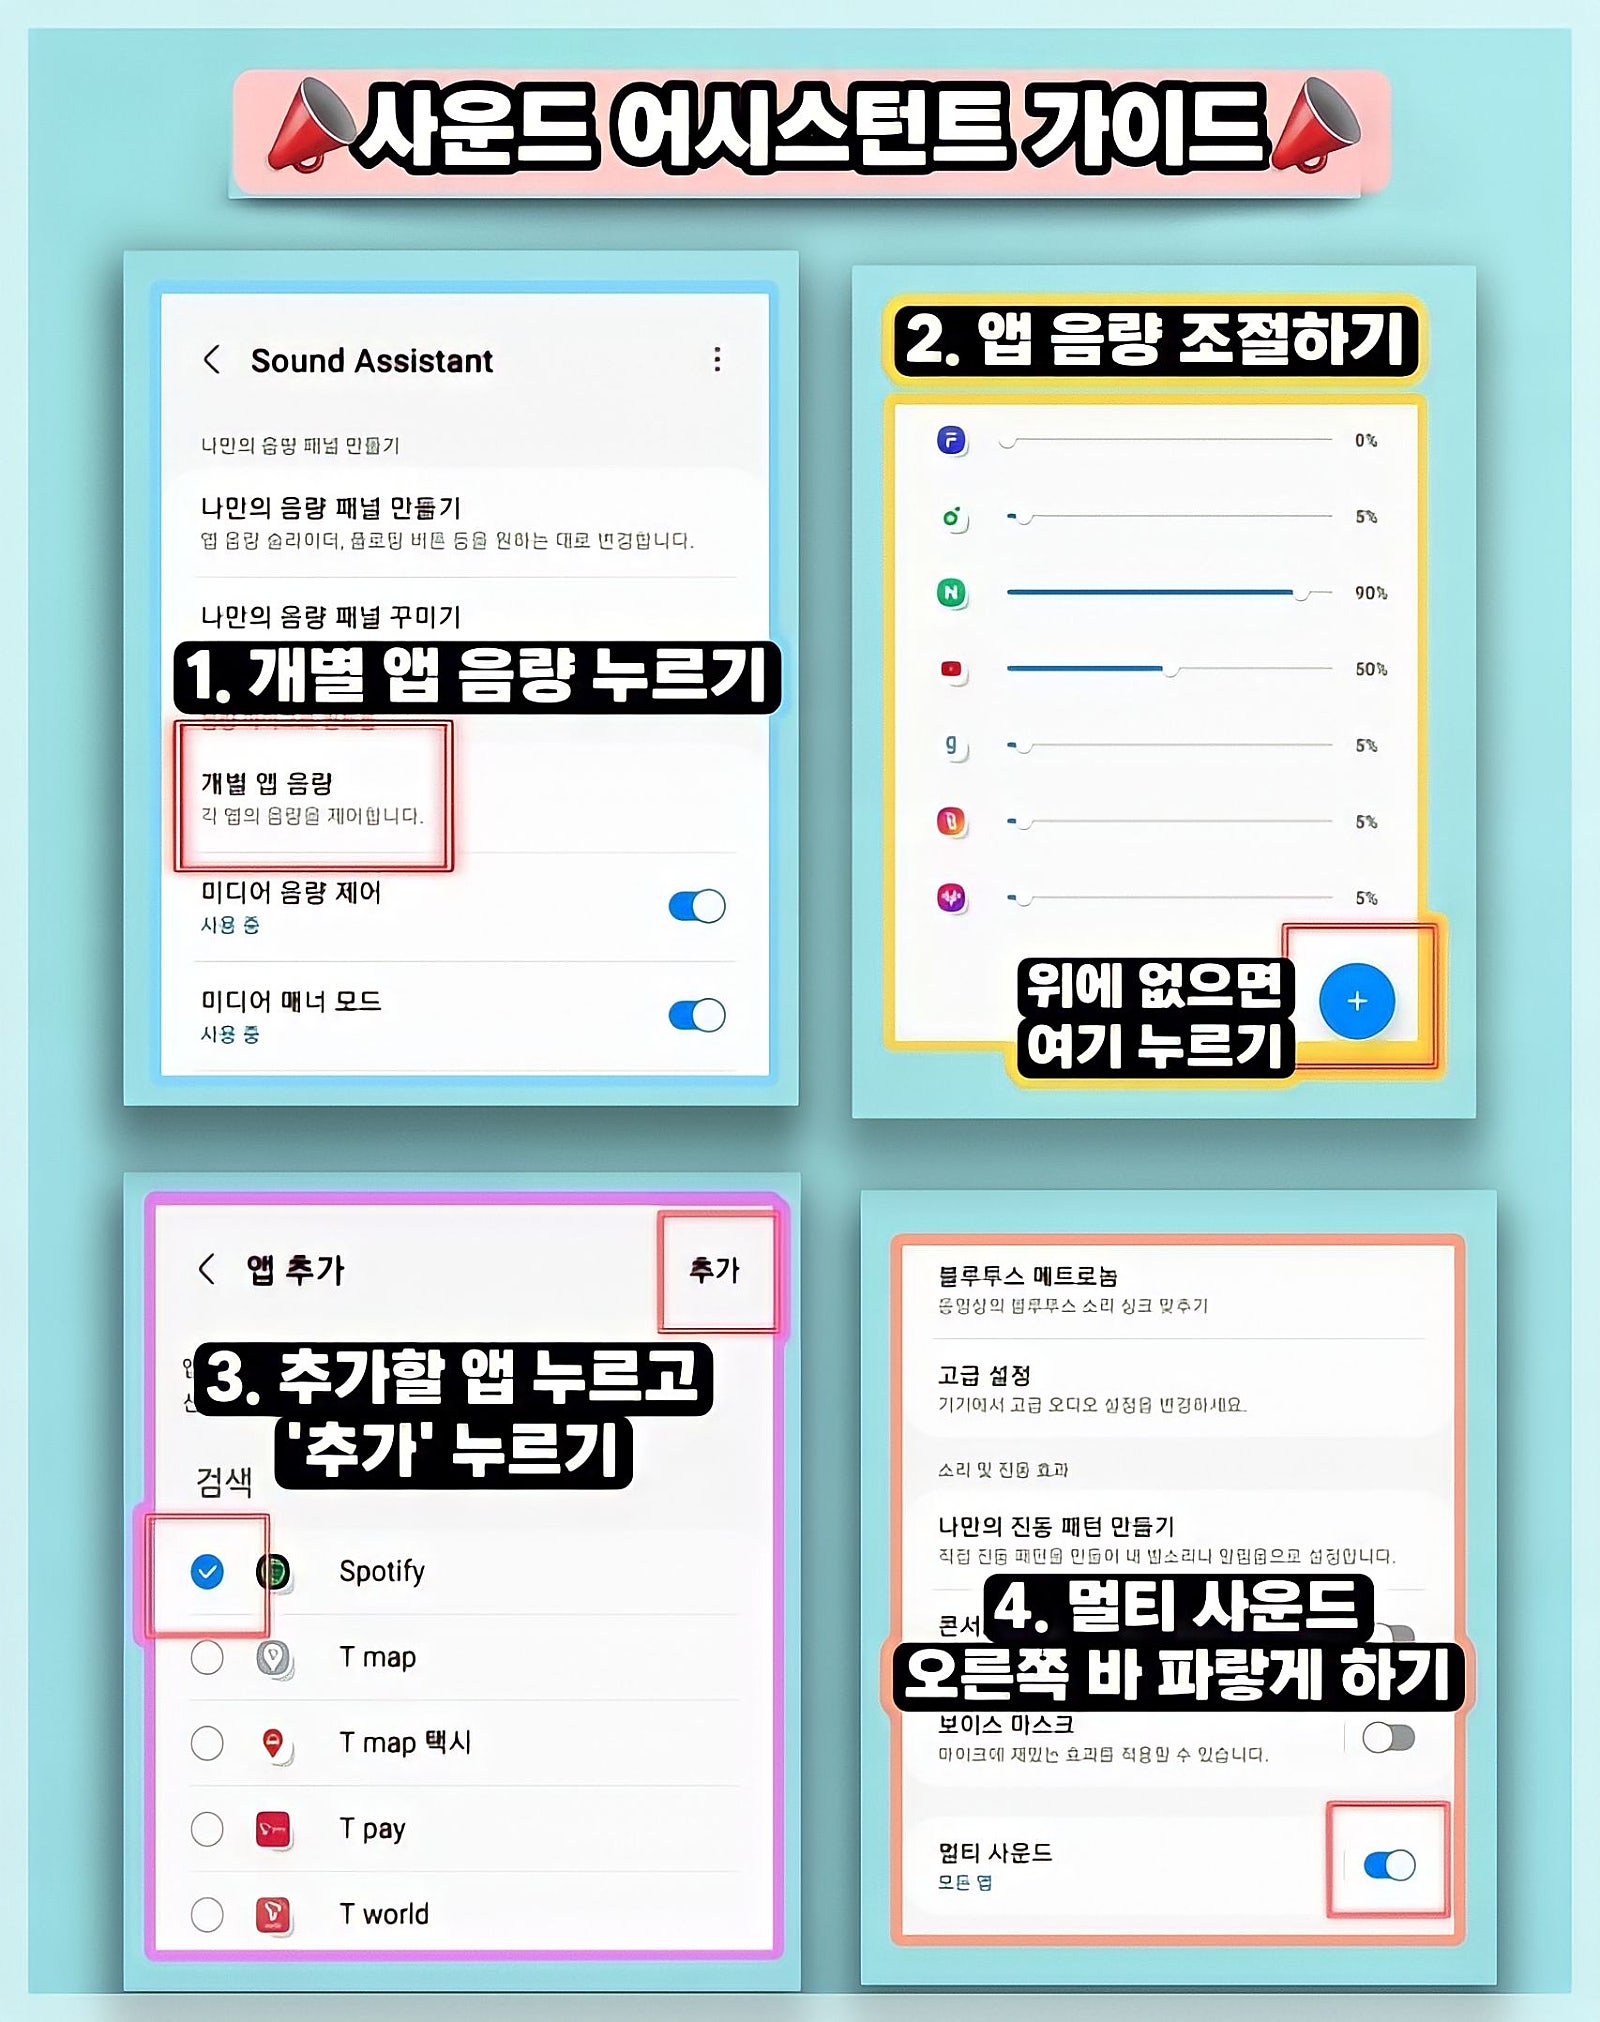 사운드 어시스턴트 가이드
Sound Assistant
나만의 음량 패널 만들기
나만의 음량 패널 만들기
앱 음량 슬라이더, 플로팅 버튼 등을 원하는 대로 변경합니다.
나만의 음량 패널 꾸미기
1. 개별 앱 음량 누르기
개별 앱 음량
각 앱의 음량을 제어합니다.
미디어 음량 제어
사용 중
미디어 매너 모드
사용 중
2. 앱 음량 조절하기
0%
5%
90%
50%
5%
5%
5%
위에 없으면
여기 누르기
+
앱 추가
추가
3. 추가할 앱 누르고
'추가' 누르기
검색
Spotify
T map
T map 택시
T pay
T world
블루투스 메트로놈
동영상의 블루투스 소리 싱크 맞추기
고급 설정
기기에서 고급 오디오 설정을 변경하세요.
소리 및 진동 효과
나만의 진동 패턴 만들기
직접 진동 패턴을 만들어 내 벨소리나 알림음으로 설정합니다.
4. 멀티 사운드
오른쪽 바 파랗게 하기
보이스 마스크
마이크에 재밌는 효과를 적용할 수 있습니다.
멀티 사운드
모든 앱